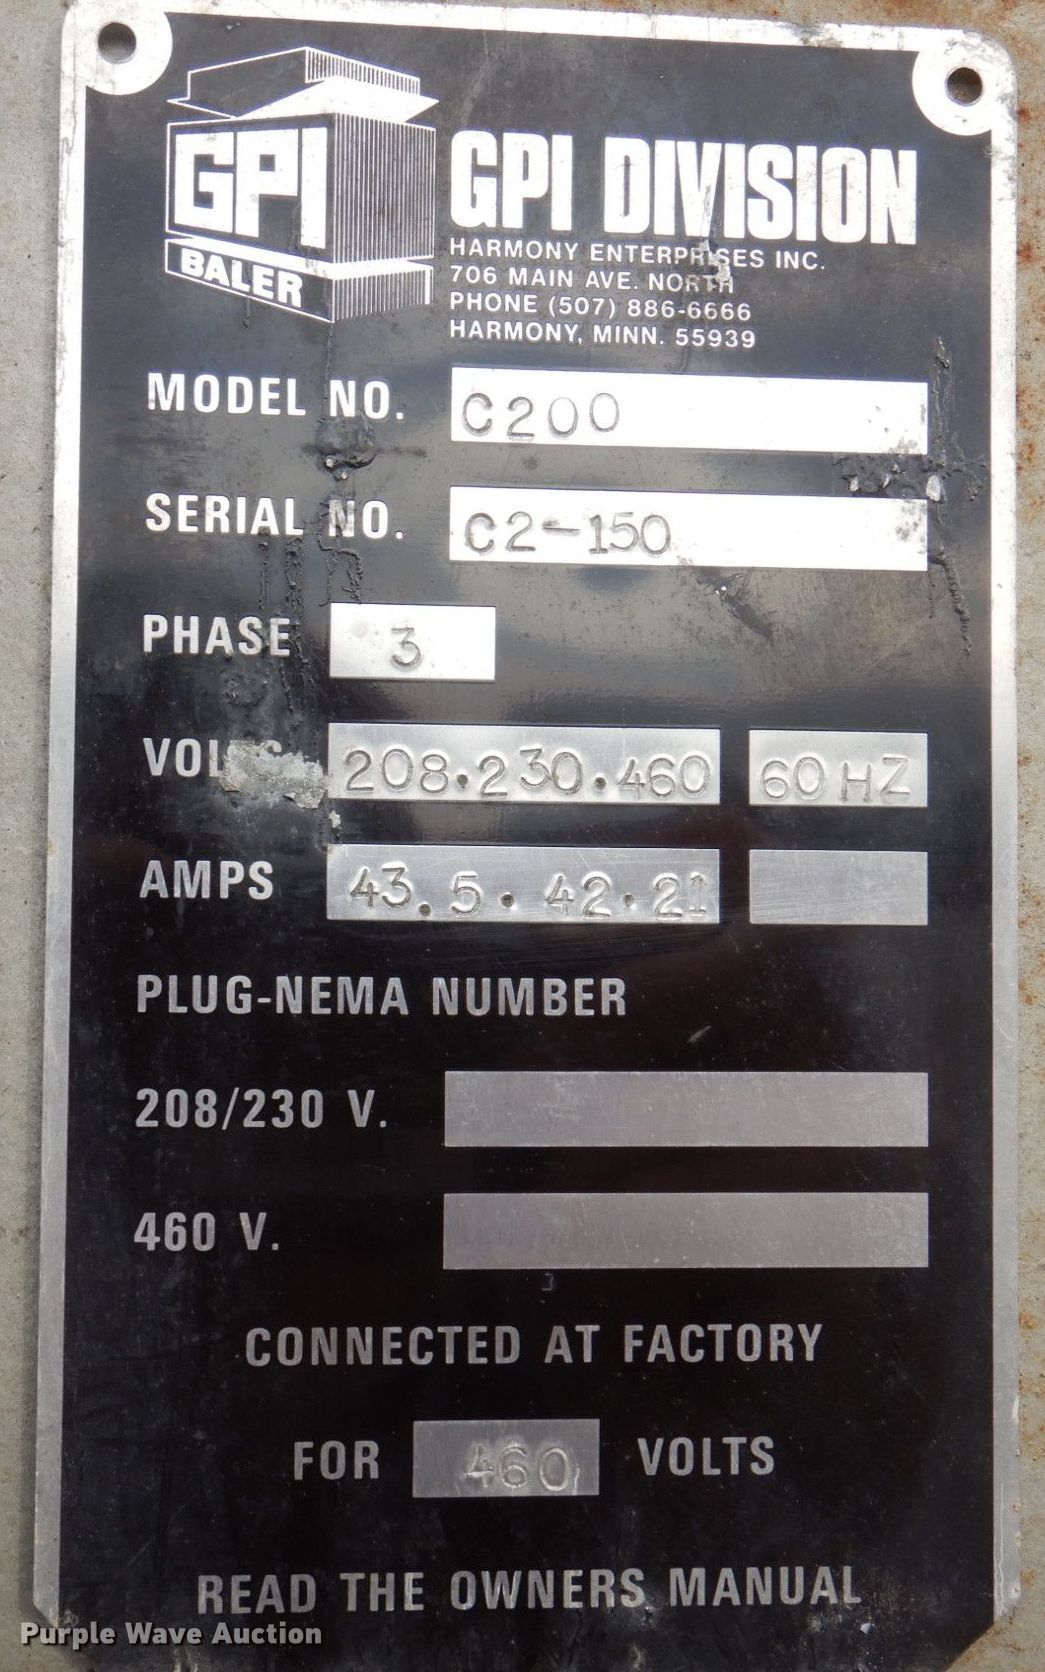 GPI
BALER
GPI DIVISION
HARMONY ENTERPRISES INC.
706 MAIN AVE. NORTH
PHONE (507) 886-6666
HARMONY, MINN. 55939
MODEL NO. C200
SERIAL NO. C2-150
PHASE 3
VOLTS 208.230.460 60HZ
AMPS 43.5.42.21
PLUG-NEMA NUMBER
208/230 V.
460 V.
CONNECTED AT FACTORY
FOR 460 VOLTS
READ THE OWNERS MANUAL
Purple Wave Auction